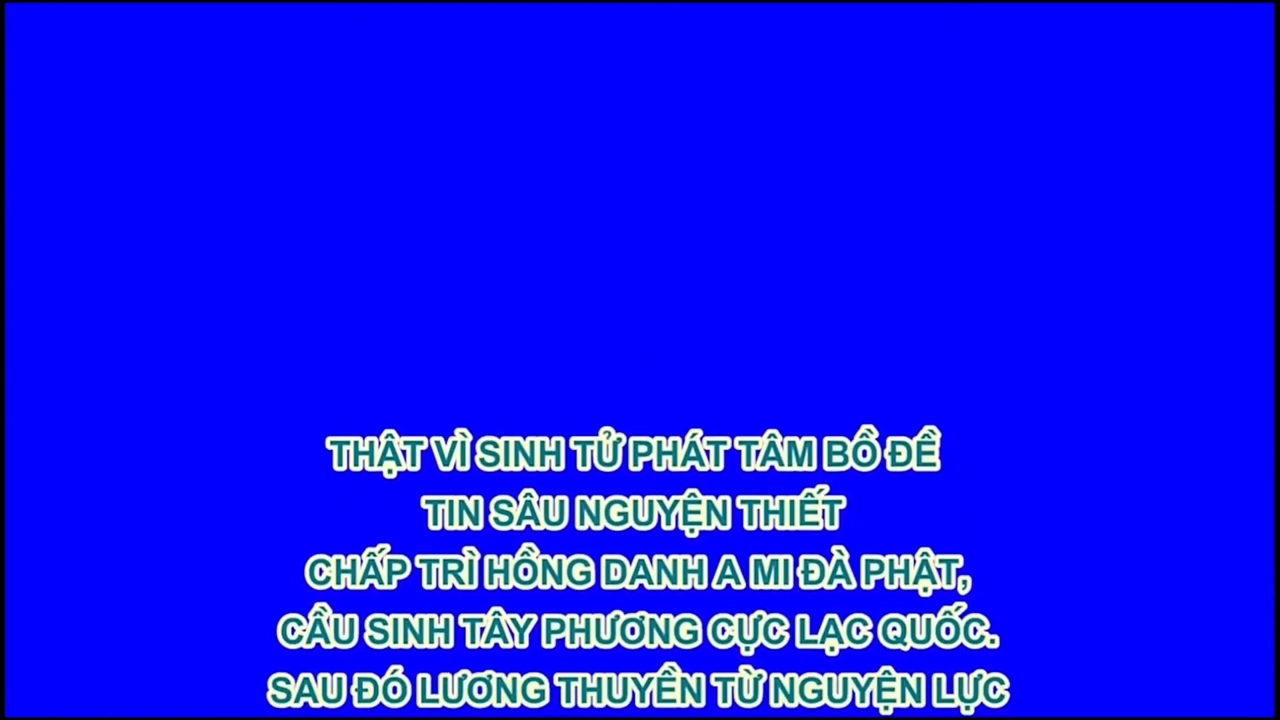 THẬT VÌ SINH TỬ PHÁT TÂM BỒ ĐỀ
TIN SÂU NGUYỆN THIẾT
CHẤP TRÌ HỒNG DANH A MI ĐÀ PHẬT,
CẦU SINH TÂY PHƯƠNG CỰC LẠC QUỐC.
SAU ĐÓ LƯƠNG THUYỀN TỪ NGUYỆN LỰC